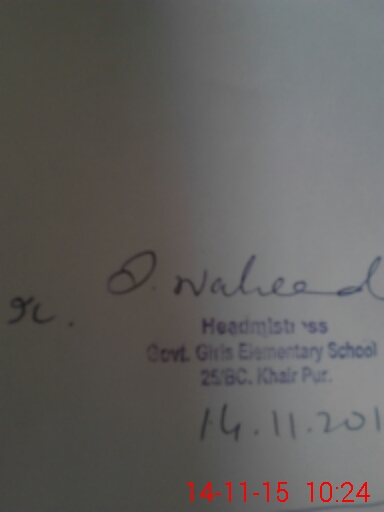 D. Waheed
Headmistress
Govt. Girls Elementary School
25/BC. Khair Pur.
14.11.201
14-11-15 10:24